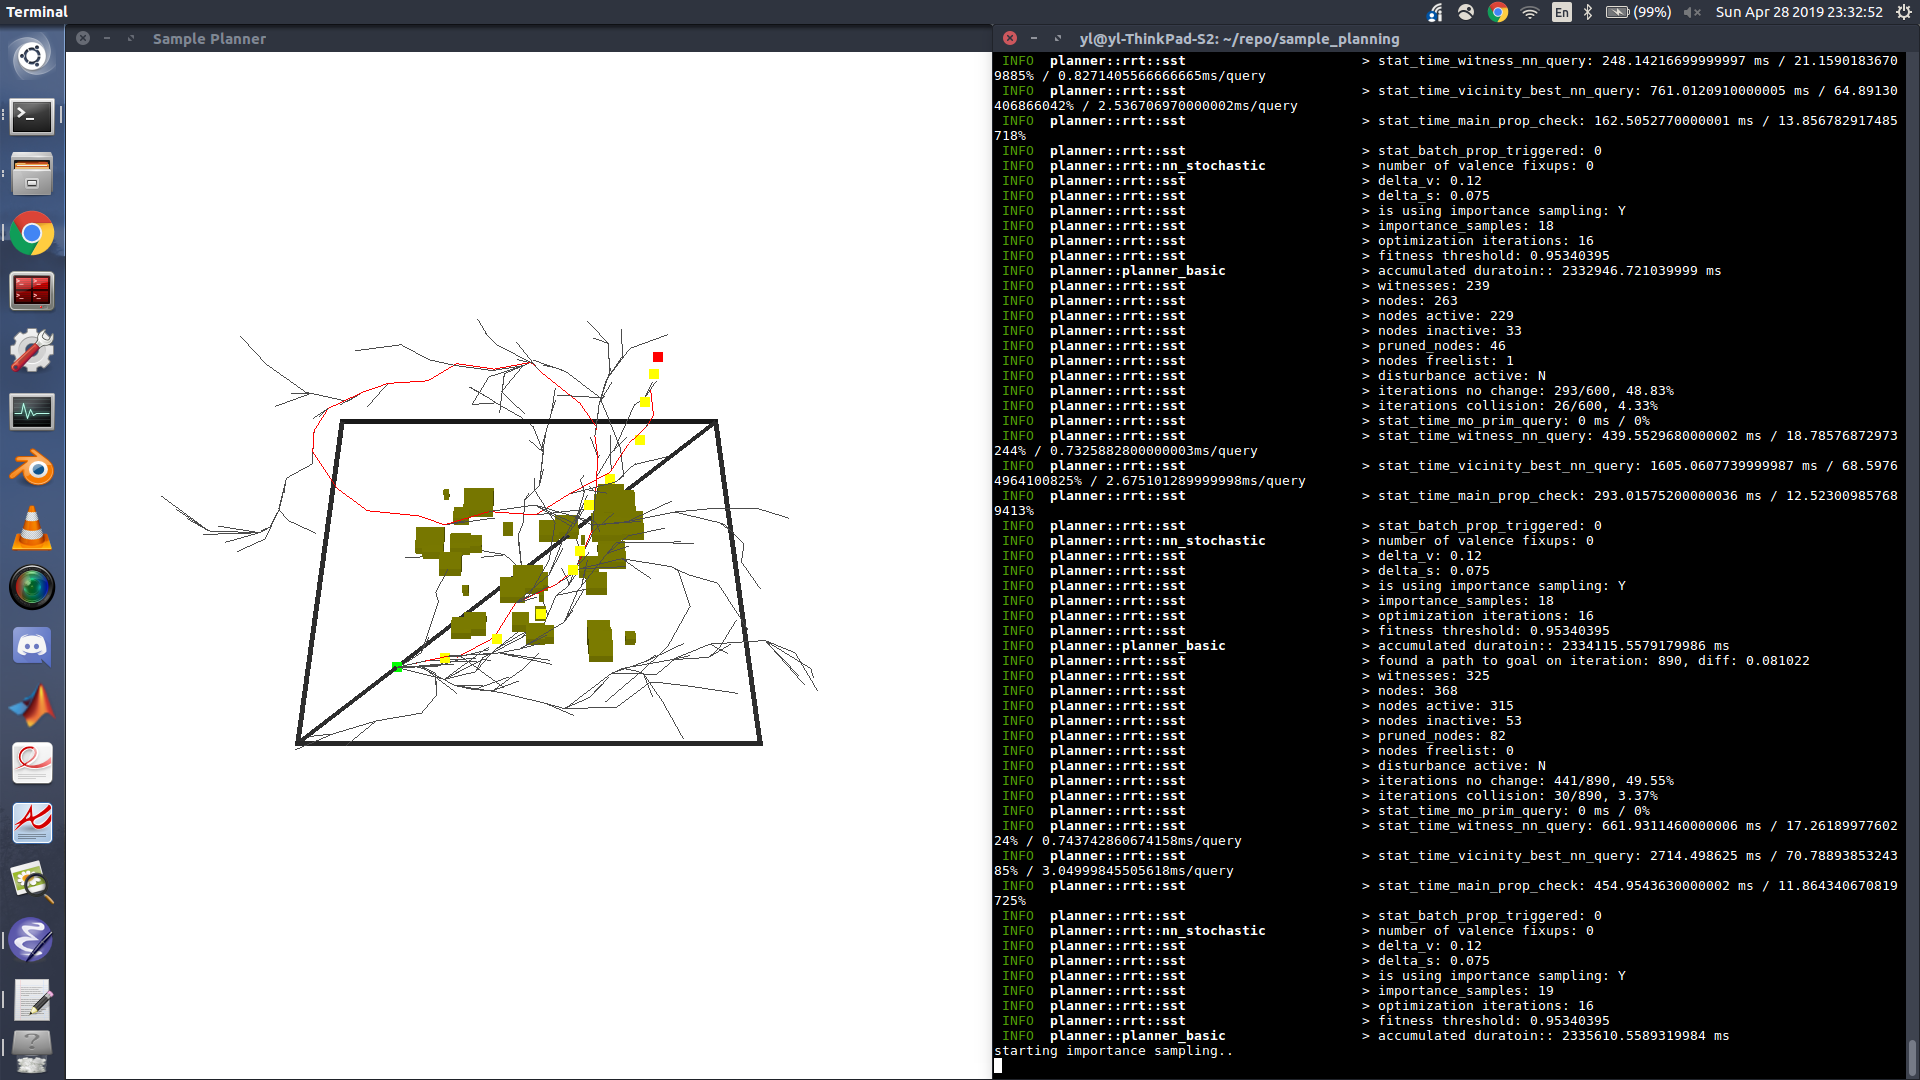 Terminal
En
(99%)
Sun Apr 28 2019 23:32:52
Sample Planner
yl@yl-ThinkPad-S2: ~/repo/sample_planning
INFO planner::rrt::sst > stat_time_witness_nn_query: 248.14216699999997 ms / 21.1590183670
9885% / 0.8271405566666665ms/query
INFO planner::rrt::sst > stat_time_vicinity_best_nn_query: 761.0120910000005 ms / 64.89130
406866042% / 2.536706970000002ms/query
INFO planner::rrt::sst > stat_time_main_prop_check: 162.5052770000001 ms / 13.856782917485
718%
INFO planner::rrt::sst > stat_batch_prop_triggered: 0
INFO planner::rrt::nn_stochastic > number of valence fixups: 0
INFO planner::rrt::sst > delta_v: 0.12
INFO planner::rrt::sst > delta_s: 0.075
INFO planner::rrt::sst > is using importance sampling: Y
INFO planner::rrt::sst > importance_samples: 18
INFO planner::rrt::sst > optimization iterations: 16
INFO planner::rrt::sst > fitness threshold: 0.95340395
INFO planner::planner_basic > accumulated duratoin:: 2332946.721039999 ms
INFO planner::rrt::sst > witnesses: 239
INFO planner::rrt::sst > nodes: 263
INFO planner::rrt::sst > nodes active: 229
INFO planner::rrt::sst > nodes inactive: 33
INFO planner::rrt::sst > pruned_nodes: 46
INFO planner::rrt::sst > nodes freelist: 1
INFO planner::rrt::sst > disturbance active: N
INFO planner::rrt::sst > iterations no change: 293/600, 48.83%
INFO planner::rrt::sst > iterations collision: 26/600, 4.33%
INFO planner::rrt::sst > stat_time_mo_prim_query: 0 ms / 0%
INFO planner::rrt::sst > stat_time_witness_nn_query: 439.5529680000002 ms / 18.78576872973
244% / 0.7325882800000003ms/query
INFO planner::rrt::sst > stat_time_vicinity_best_nn_query: 1605.0607739999987 ms / 68.5976
4964100825% / 2.675101289999998ms/query
INFO planner::rrt::sst > stat_time_main_prop_check: 293.01575200000036 ms / 12.52300985768
9413%
INFO planner::rrt::sst > stat_batch_prop_triggered: 0
INFO planner::rrt::nn_stochastic > number of valence fixups: 0
INFO planner::rrt::sst > delta_v: 0.12
INFO planner::rrt::sst > delta_s: 0.075
INFO planner::rrt::sst > is using importance sampling: Y
INFO planner::rrt::sst > importance_samples: 18
INFO planner::rrt::sst > optimization iterations: 16
INFO planner::rrt::sst > fitness threshold: 0.95340395
INFO planner::planner_basic > accumulated duratoin:: 2334115.5579179986 ms
INFO planner::rrt::sst > found a path to goal on iteration: 890, diff: 0.081022
INFO planner::rrt::sst > witnesses: 325
INFO planner::rrt::sst > nodes: 368
INFO planner::rrt::sst > nodes active: 315
INFO planner::rrt::sst > nodes inactive: 53
INFO planner::rrt::sst > pruned_nodes: 82
INFO planner::rrt::sst > nodes freelist: 0
INFO planner::rrt::sst > disturbance active: N
INFO planner::rrt::sst > iterations no change: 441/890, 49.55%
INFO planner::rrt::sst > iterations collision: 30/890, 3.37%
INFO planner::rrt::sst > stat_time_mo_prim_query: 0 ms / 0%
INFO planner::rrt::sst > stat_time_witness_nn_query: 661.9311460000006 ms / 17.26189977602
24% / 0.743742860674158ms/query
INFO planner::rrt::sst > stat_time_vicinity_best_nn_query: 2714.498625 ms / 70.78893853243
85% / 3.04999845505618ms/query
INFO planner::rrt::sst > stat_time_main_prop_check: 454.9543630000002 ms / 11.864340670819
725%
INFO planner::rrt::sst > stat_batch_prop_triggered: 0
INFO planner::rrt::nn_stochastic > number of valence fixups: 0
INFO planner::rrt::sst > delta_v: 0.12
INFO planner::rrt::sst > delta_s: 0.075
INFO planner::rrt::sst > is using importance sampling: Y
INFO planner::rrt::sst > importance_samples: 19
INFO planner::rrt::sst > optimization iterations: 16
INFO planner::rrt::sst > fitness threshold: 0.95340395
INFO planner::planner_basic > accumulated duratoin:: 2335610.5589319984 ms
starting importance sampling..